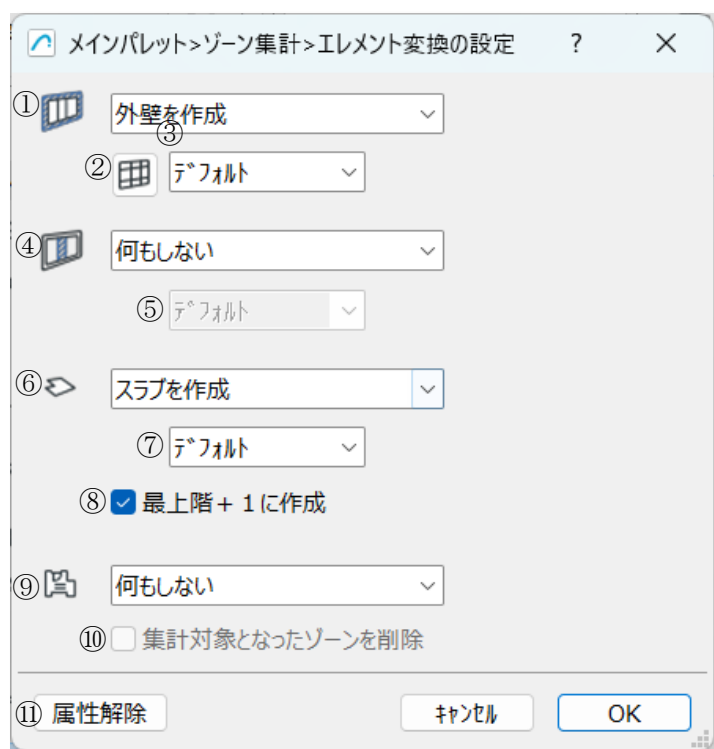 メインパレット>ゾーン集計>エレメント変換の設定 ?
① 外壁を作成
③
② ﾃﾞﾌｫﾙﾄ
④ 何もしない
⑤ ﾃﾞﾌｫﾙﾄ
⑥ スラブを作成
⑦ ﾃﾞﾌｫﾙﾄ
⑧ 最上階+1に作成
⑨ 何もしない
⑩ 集計対象となったゾーンを削除
⑪ 属性解除 ｷｬﾝｾﾙ OK